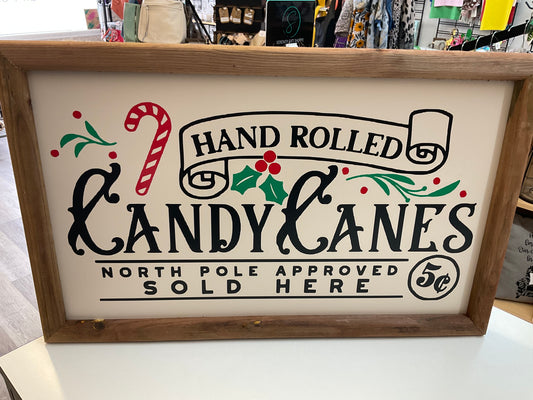 HAND ROLLED
CANDY CANES
NORTH POLE APPROVED
SOLD HERE
5¢